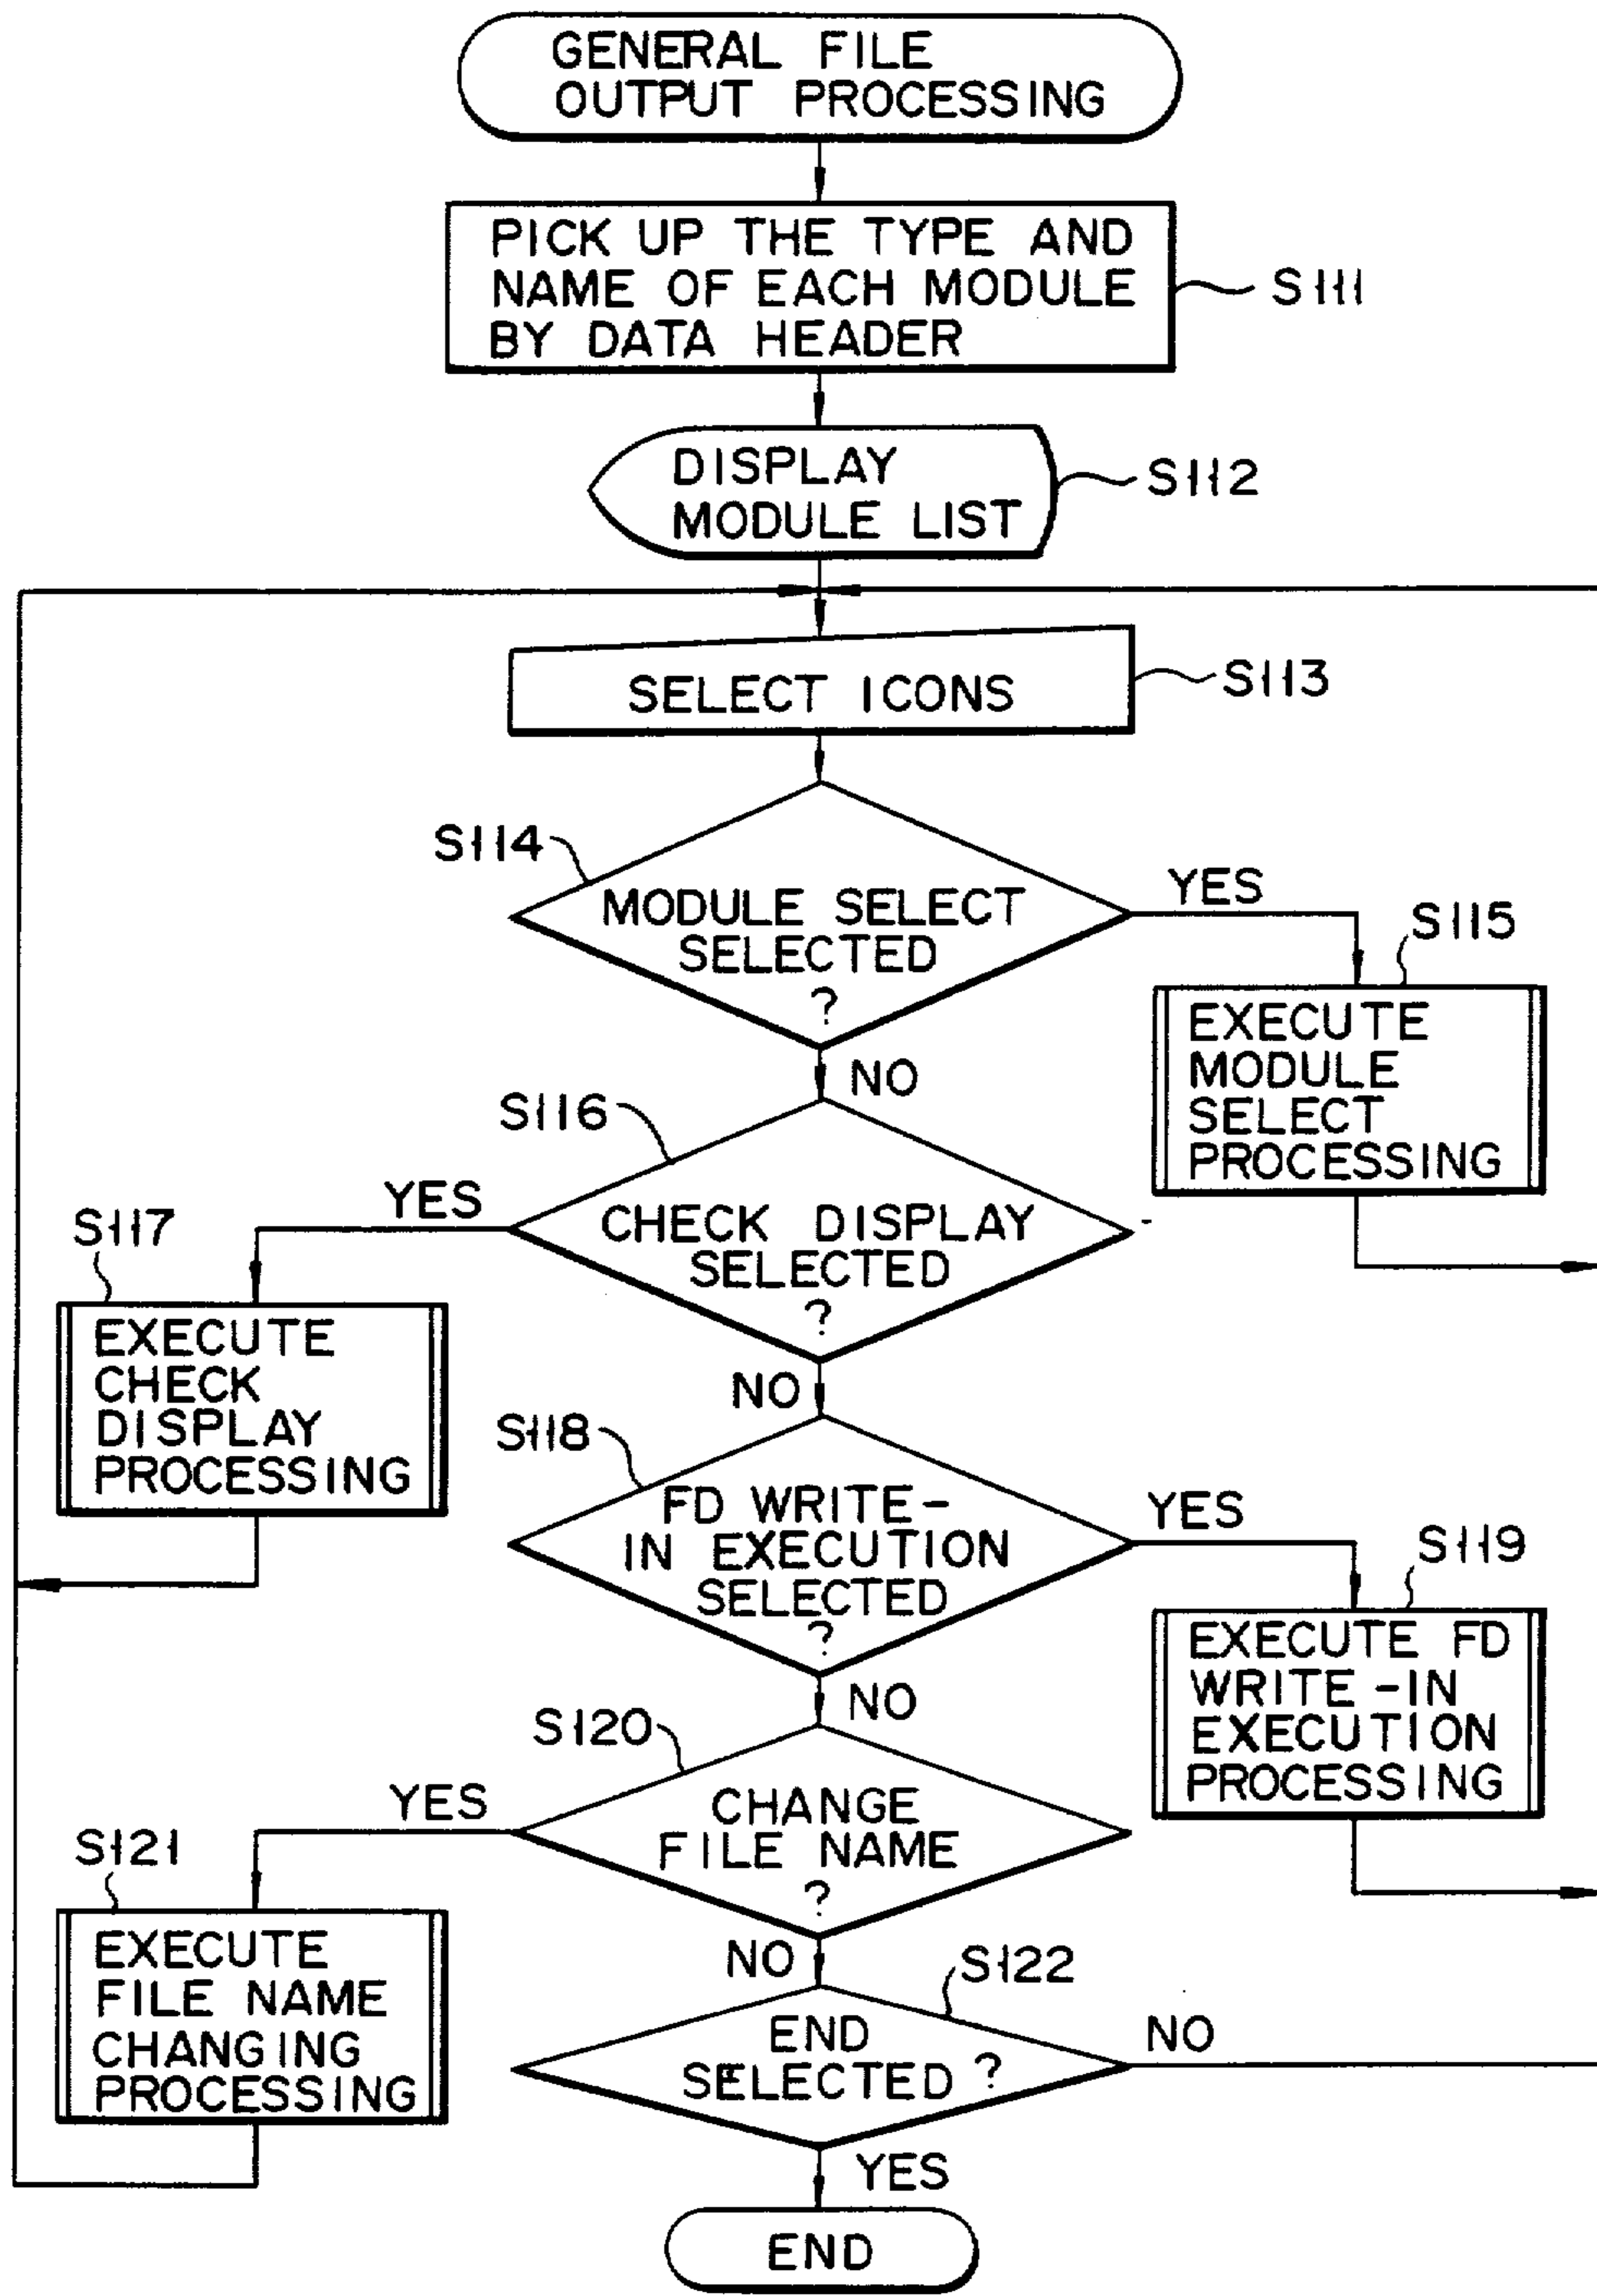 GENERAL FILE
OUTPUT PROCESSING
PICK UP THE TYPE AND
NAME OF EACH MODULE
BY DATA HEADER
S111
DISPLAY
MODULE LIST
S112
SELECT ICONS
S113
S114
MODULE SELECT
SELECTED
?
YES
S115
EXECUTE
MODULE
SELECT
PROCESSING
NO
S116
CHECK DISPLAY
SELECTED
?
YES
S117
EXECUTE
CHECK
DISPLAY
PROCESSING
NO
S118
FD WRITE-
IN EXECUTION
SELECTED
?
YES
S119
EXECUTE FD
WRITE-IN
EXECUTION
PROCESSING
NO
S120
CHANGE
FILE NAME
?
YES
S121
EXECUTE
FILE NAME
CHANGING
PROCESSING
NO
S122
END
SELECTED ?
NO
YES
END